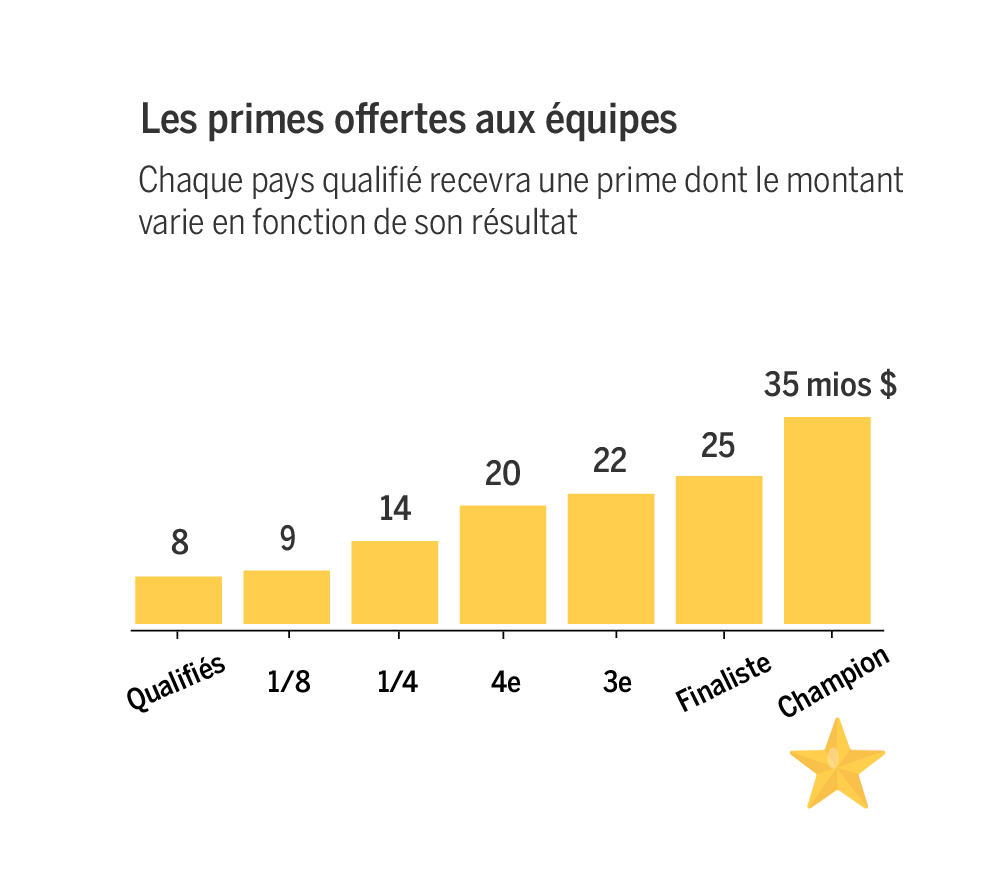 Les primes offertes aux équipes
Chaque pays qualifié recevra une prime dont le montant
varie en fonction de son résultat
35 mios $
25
22
20
14
9
8
Qualifiés
1/8
1/4
4e
3e
Finaliste
Champion